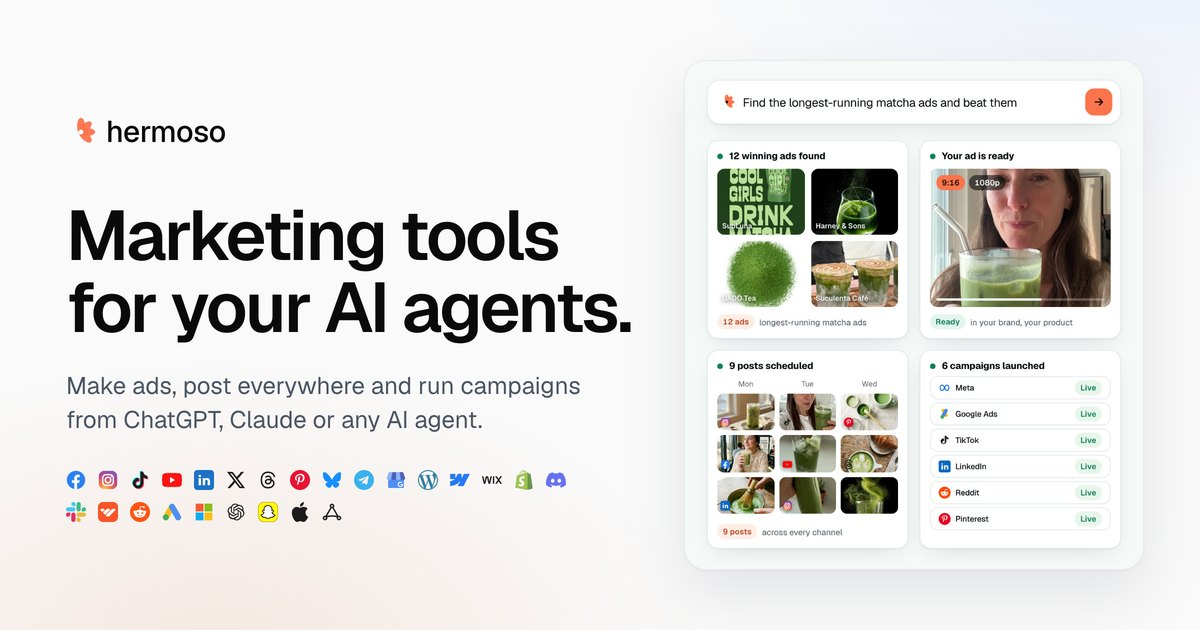 hermoso
Marketing tools
for your AI agents.
Make ads, post everywhere and run campaigns
from ChatGPT, Claude or any AI agent.
WIX
Find the longest-running matcha ads and beat them
12 winning ads found
COOL
GIRLS
DRINK
MATCHA
Harney & Sons
Suculenta Café
12 ads longest-running matcha ads
Your ad is ready
9:16 1080p
Ready in your brand, your product
9 posts scheduled
Mon Tue Wed
9 posts across every channel
6 campaigns launched
Meta Live
Google Ads Live
TikTok Live
LinkedIn Live
Reddit Live
Pinterest Live